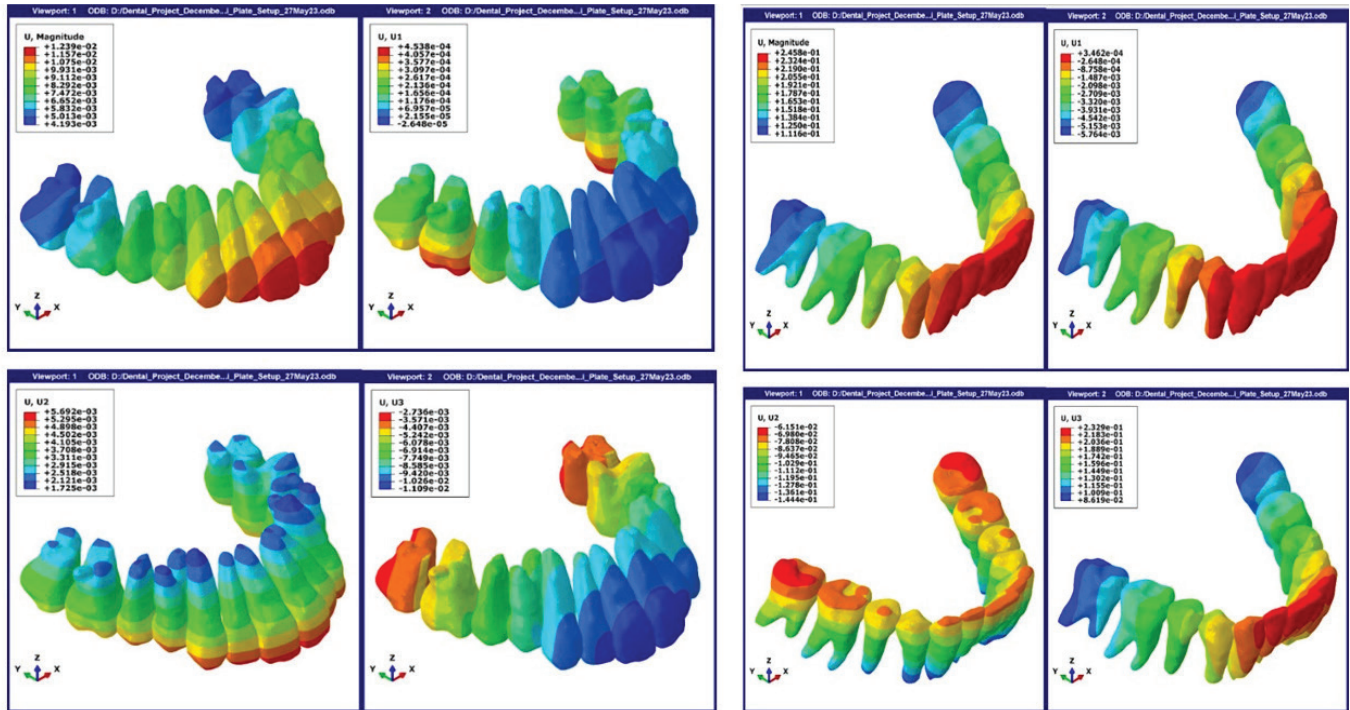 Viewport: 1 ODB: D:/Dental_Project_Decembe...i_Plate_Setup_27May23.odb
U, Magnitude
+1.239e-02
+1.157e-02
+1.075e-02
+9.931e-03
+9.112e-03
+8.292e-03
+7.472e-03
+6.652e-03
+5.832e-03
+5.013e-03
+4.193e-03
Z
Y X
Viewport: 2 ODB: D:/Dental_Project_Decembe...i_Plate_Setup_27May23.odb
U, U1
+4.538e-04
+4.057e-04
+3.577e-04
+3.097e-04
+2.617e-04
+2.136e-04
+1.656e-04
+1.176e-04
+6.957e-05
+2.155e-05
-2.648e-05
Z
Y X
Viewport: 1 ODB: D:/Dental_Project_Decembe...i_Plate_Setup_27May23.odb
U, Magnitude
+2.458e-01
+2.324e-01
+2.190e-01
+2.055e-01
+1.921e-01
+1.787e-01
+1.653e-01
+1.518e-01
+1.384e-01
+1.250e-01
+1.116e-01
Z
Y X
Viewport: 2 ODB: D:/Dental_Project_Decembe...i_Plate_Setup_27May23.odb
U, U1
+3.462e-04
-2.648e-04
-8.758e-04
-1.487e-03
-2.098e-03
-2.709e-03
-3.320e-03
-3.931e-03
-4.542e-03
-5.153e-03
-5.764e-03
Z
Y X
Viewport: 1 ODB: D:/Dental_Project_Decembe...i_Plate_Setup_27May23.odb
U, U2
+5.692e-03
+5.295e-03
+4.898e-03
+4.502e-03
+4.105e-03
+3.708e-03
+3.311e-03
+2.915e-03
+2.518e-03
+2.121e-03
+1.725e-03
Z
Y X
Viewport: 2 ODB: D:/Dental_Project_Decembe...i_Plate_Setup_27May23.odb
U, U3
-2.736e-03
-3.571e-03
-4.407e-03
-5.242e-03
-6.078e-03
-6.914e-03
-7.749e-03
-8.585e-03
-9.420e-03
-1.026e-02
-1.109e-02
Z
Y X
Viewport: 1 ODB: D:/Dental_Project_Decembe...i_Plate_Setup_27May23.odb
U, U2
-6.151e-02
-6.980e-02
-7.808e-02
-8.637e-02
-9.465e-02
-1.029e-01
-1.112e-01
-1.195e-01
-1.278e-01
-1.361e-01
-1.444e-01
Z
Y X
Viewport: 2 ODB: D:/Dental_Project_Decembe...i_Plate_Setup_27May23.odb
U, U3
+2.329e-01
+2.183e-01
+2.036e-01
+1.889e-01
+1.742e-01
+1.596e-01
+1.449e-01
+1.302e-01
+1.155e-01
+1.009e-01
+8.619e-02
Z
Y X